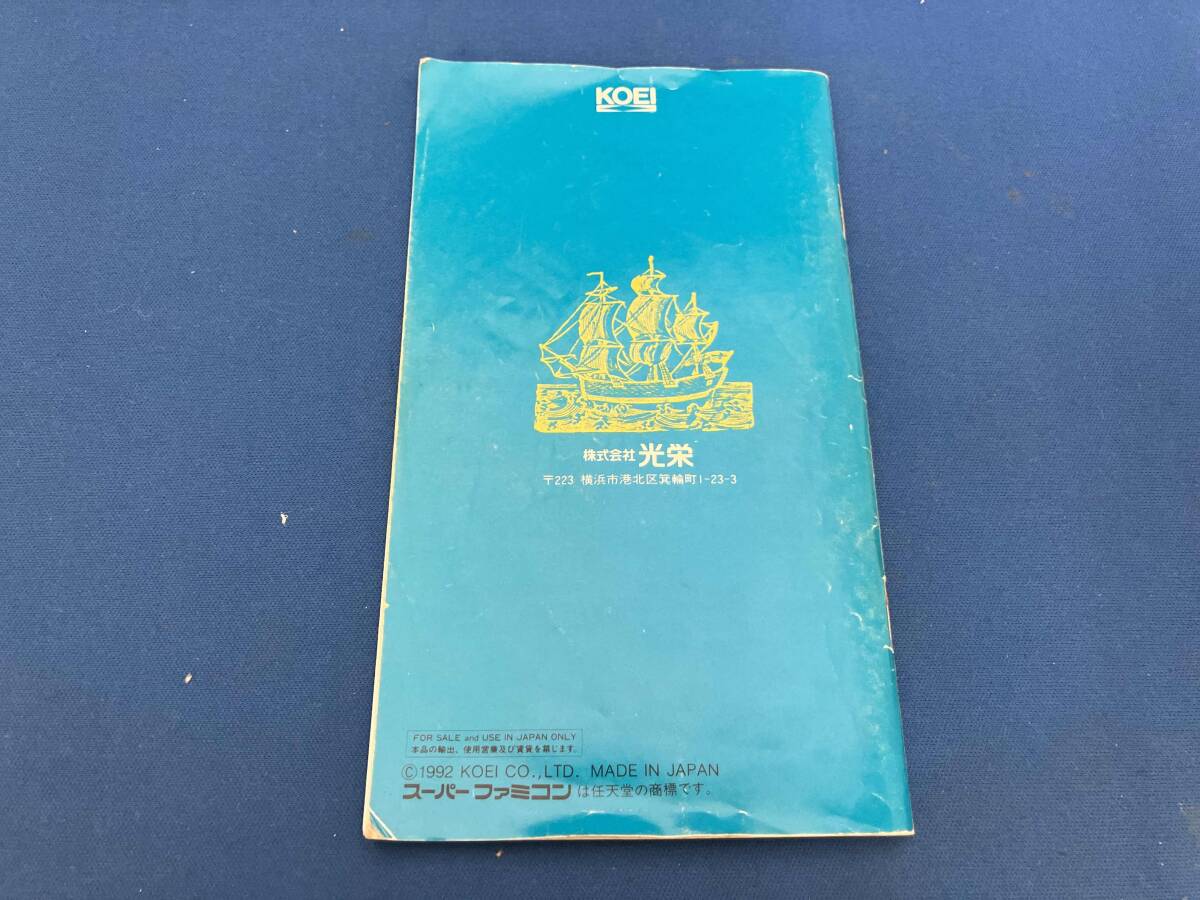 KOEI
株式会社 光栄
〒223 横浜市港北区箕輪町1-23-3
FOR SALE and USE IN JAPAN ONLY
本品の輸出、使用営業及び賃貸を禁じます。
©1992 KOEI CO.,LTD. MADE IN JAPAN
スーパーファミコンは任天堂の商標です。